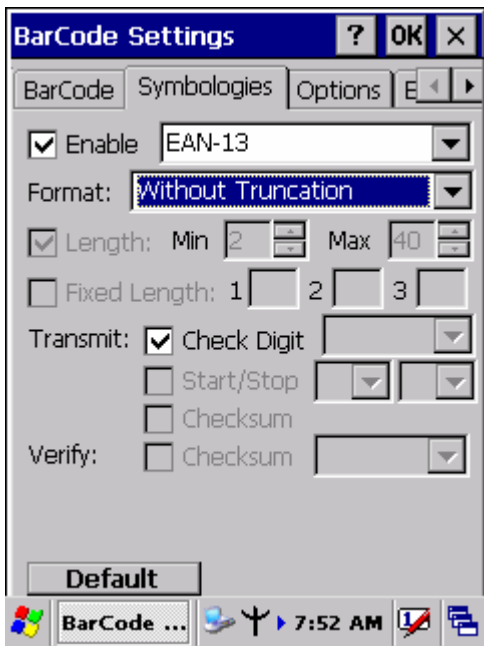 BarCode Settings ? OK ×
BarCode Symbologies Options E
Enable EAN-13
Format: Without Truncation
Length: Min 2 Max 40
Fixed Length: 1 2 3
Transmit: Check Digit
Start/Stop
Checksum
Verify: Checksum
Default
BarCode ... 7:52 AM 1